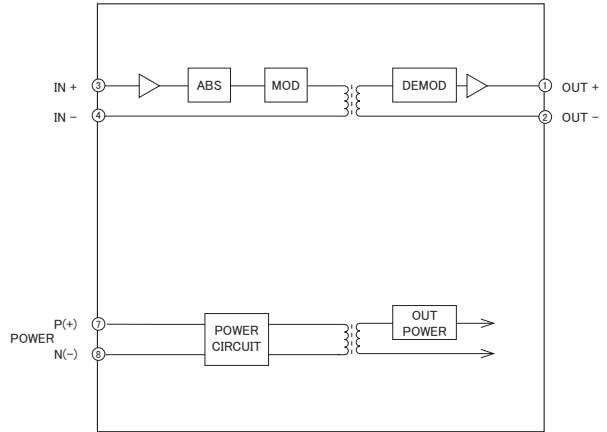 IN + ③ ABS MOD DEMOD ① OUT +
IN − ④ ② OUT −
P(+) ⑦ POWER CIRCUIT OUT POWER
POWER
N(−) ⑧